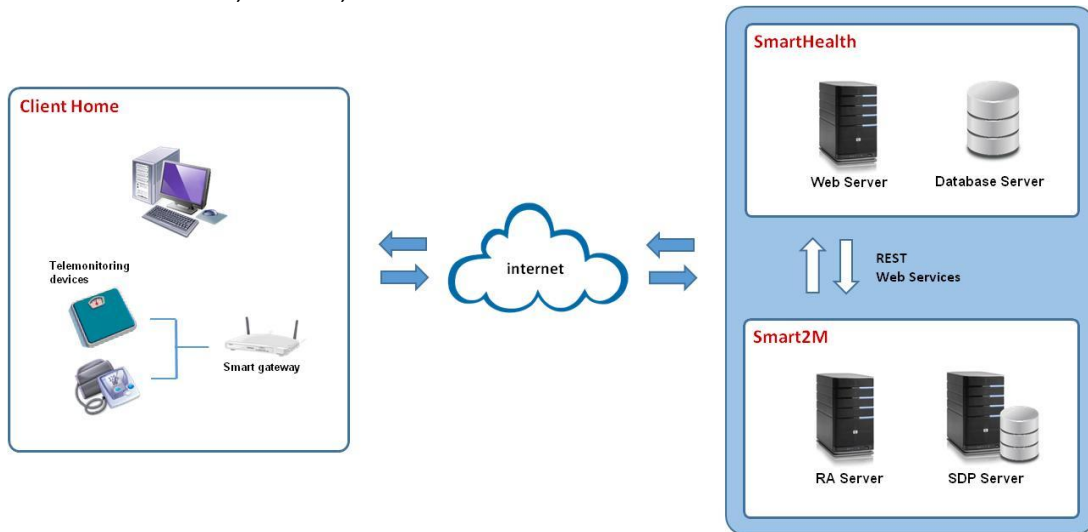 Client Home
Telemonitoring
devices
Smart gateway
internet
SmartHealth
Web Server
Database Server
REST
Web Services
Smart2M
RA Server
SDP Server